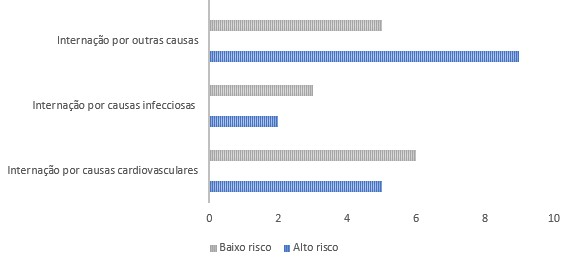 Internação por outras causas
Internação por causas infecciosas
Internação por causas cardiovasculares
0 2 4 6 8 10
Baixo risco Alto risco